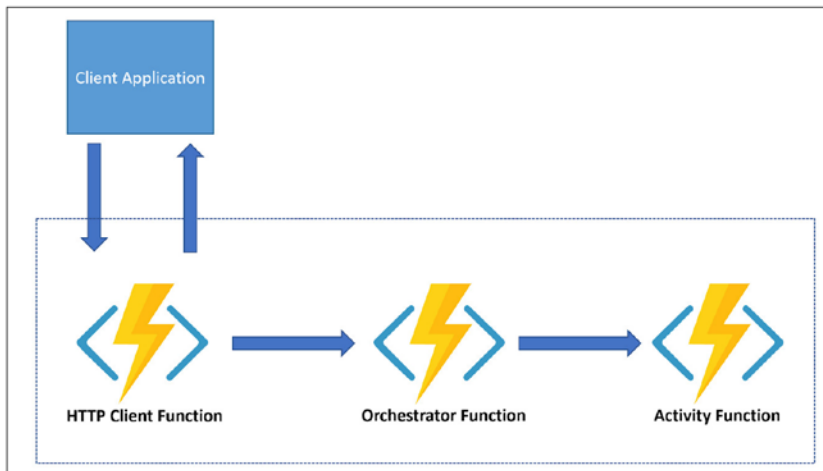 Client Application
HTTP Client Function
Orchestrator Function
Activity Function